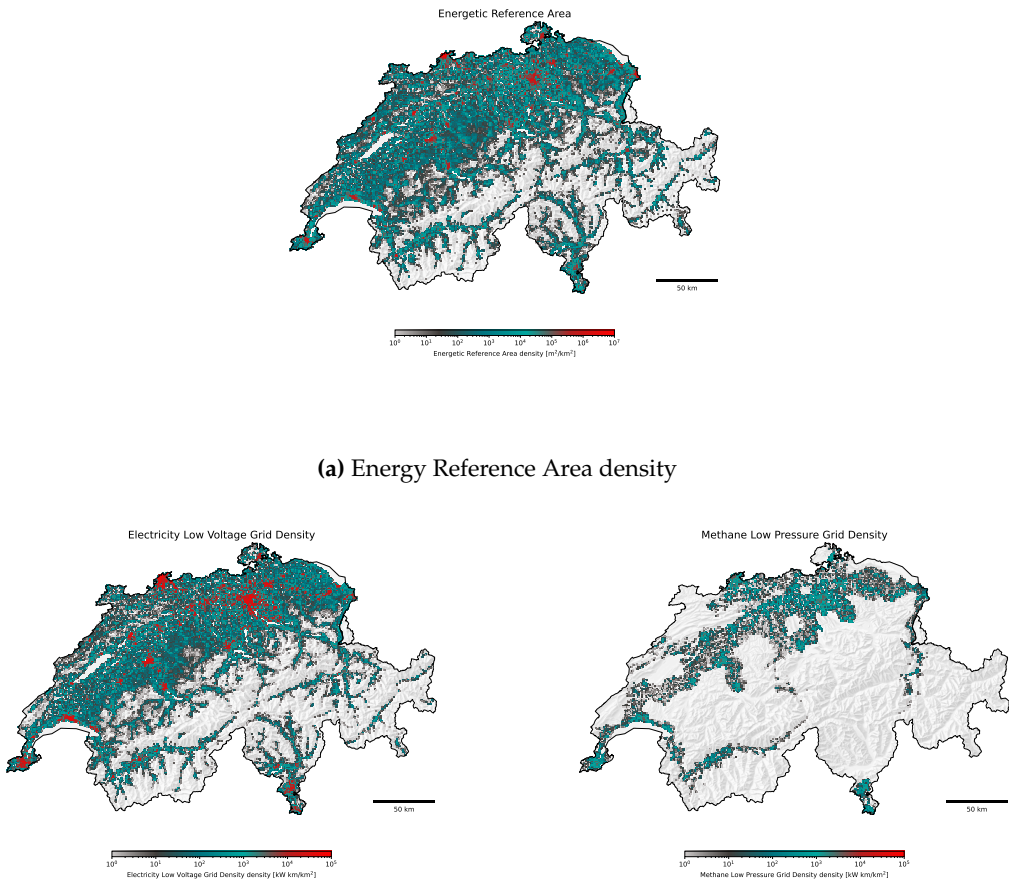 Energetic Reference Area
50 km
10⁰ 10¹ 10² 10³ 10⁴ 10⁵ 10⁶ 10⁷
Energetic Reference Area density [m²/km²]
(a) Energy Reference Area density
Electricity Low Voltage Grid Density
Methane Low Pressure Grid Density
50 km
50 km
10⁰ 10¹ 10² 10³ 10⁴ 10⁵
10⁰ 10¹ 10² 10³ 10⁴ 10⁵
Electricity Low Voltage Grid Density density [kW km/km²]
Methane Low Pressure Grid Density density [kW km/km²]